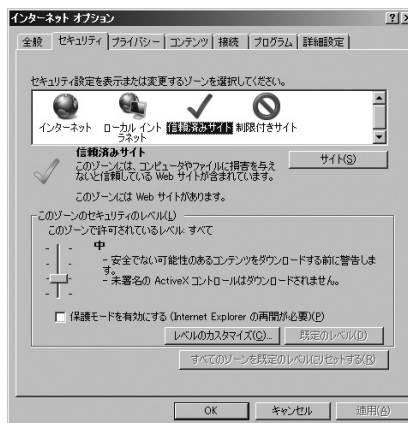 インターネット オプション
全般 セキュリティ プライバシー コンテンツ 接続 プログラム 詳細設定
セキュリティ設定を表示または変更するゾーンを選択してください。
インターネット ローカル イントラネット 信頼済みサイト 制限付きサイト
信頼済みサイト
サイト(S)
このゾーンには、コンピュータやファイルに損害を与え
ないと信頼している Web サイトが含まれています。
このゾーンには Web サイトがあります。
このゾーンのセキュリティのレベル(L)
このゾーンで許可されているレベル: すべて
中
- 安全でない可能性のあるコンテンツをダウンロードする前に警告しま
す。
- 未署名の ActiveX コントロールはダウンロードされません。
保護モードを有効にする (Internet Explorer の再開が必要)(P)
レベルのカスタマイズ(C)... 既定のレベル(D)
すべてのゾーンを既定のレベルにリセットする(R)
OK キャンセル 適用(A)